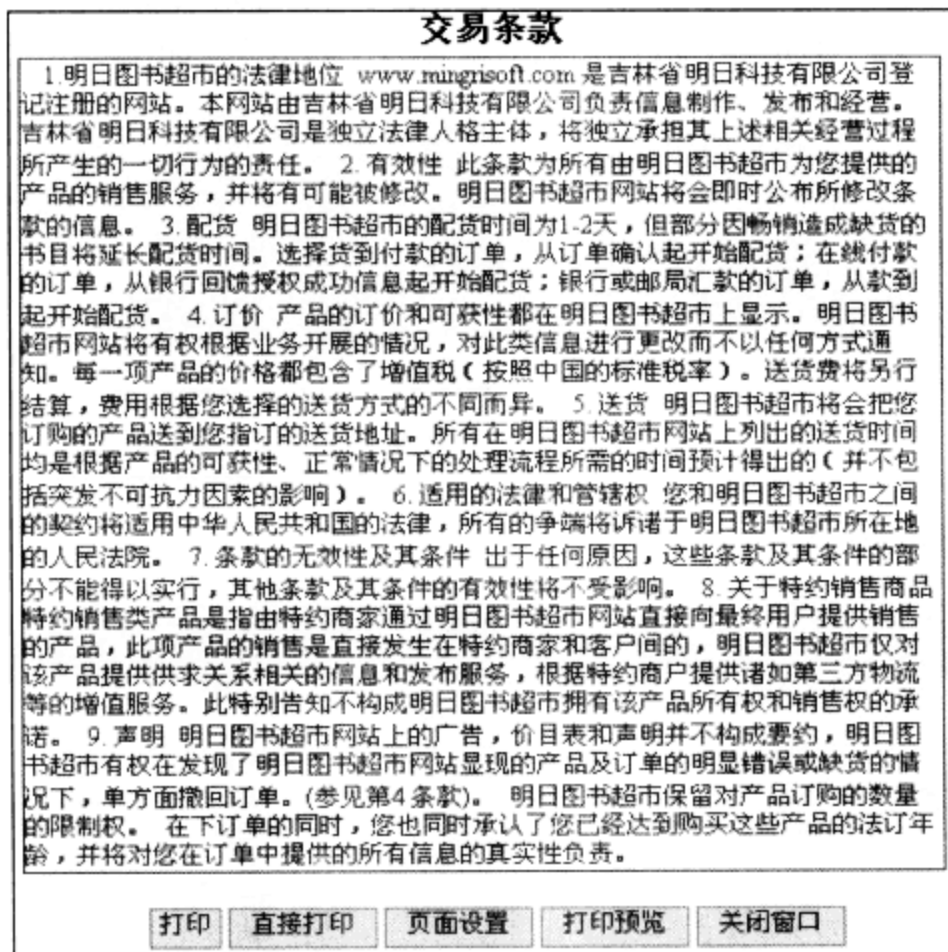 交易条款
1.明日图书超市的法律地位 www.mingrisoft.com 是吉林省明日科技有限公司登
记注册的网站。本网站由吉林省明日科技有限公司负责信息制作、发布和经营。
吉林省明日科技有限公司是独立法律人格主体，将独立承担其上述相关经营过程
所产生的一切行为的责任。 2.有效性 此条款为所有由明日图书超市为您提供的
产品的销售服务，并将有可能被修改。明日图书超市网站将会即时公布所修改条
款的信息。 3.配货 明日图书超市的配货时间为1-2天，但部分因畅销造成缺货的
书目将延长配货时间。选择货到付款的订单，从订单确认起开始配货；在线付款
的订单，从银行回馈授权成功信息起开始配货；银行或邮局汇款的订单，从款到
起开始配货。 4.订价 产品的订价和可获性都在明日图书超市上显示。明日图书
超市网站将有权根据业务开展的情况，对此类信息进行更改而不以任何方式通
知。每一项产品的价格都包含了增值税（按照中国的标准税率）。送货费将另行
结算，费用根据您选择的送货方式的不同而异。 5.送货 明日图书超市将会把您
订购的产品送到您指订的送货地址。所有在明日图书超市网站上列出的送货时间
均是根据产品的可获性、正常情况下的处理流程所需的时间预计得出的（并不包
括突发不可抗力因素的影响）。 6.适用的法律和管辖权 您和明日图书超市之间
的契约将适用中华人民共和国的法律，所有的争端将诉诸于明日图书超市所在地
的人民法院。 7.条款的无效性及其条件 出于任何原因，这些条款及其条件的部
分不能得以实行，其他条款及其条件的有效性将不受影响。 8.关于特约销售商品
特约销售类产品是指由特约商家通过明日图书超市网站直接向最终用户提供销售
的产品，此项产品的销售是直接发生在特约商家和客户间的，明日图书超市仅对
该产品提供供求关系相关的信息和发布服务，根据特约商户提供诸如第三方物流
等的增值服务。此特别告知不构成明日图书超市拥有该产品所有权和销售权的承
诺。 9.声明 明日图书超市网站上的广告，价目表和声明并不构成要约，明日图
书超市有权在发现了明日图书超市网站显现的产品及订单的明显错误或缺货的情
况下，单方面撤回订单。(参见第4条款)。 明日图书超市保留对产品订购的数量
的限制权。 在下订单的同时，您也同时承认了您已经达到购买这些产品的法订年
龄，并将对您在订单中提供的所有信息的真实性负责。
打印 直接打印 页面设置 打印预览 关闭窗口